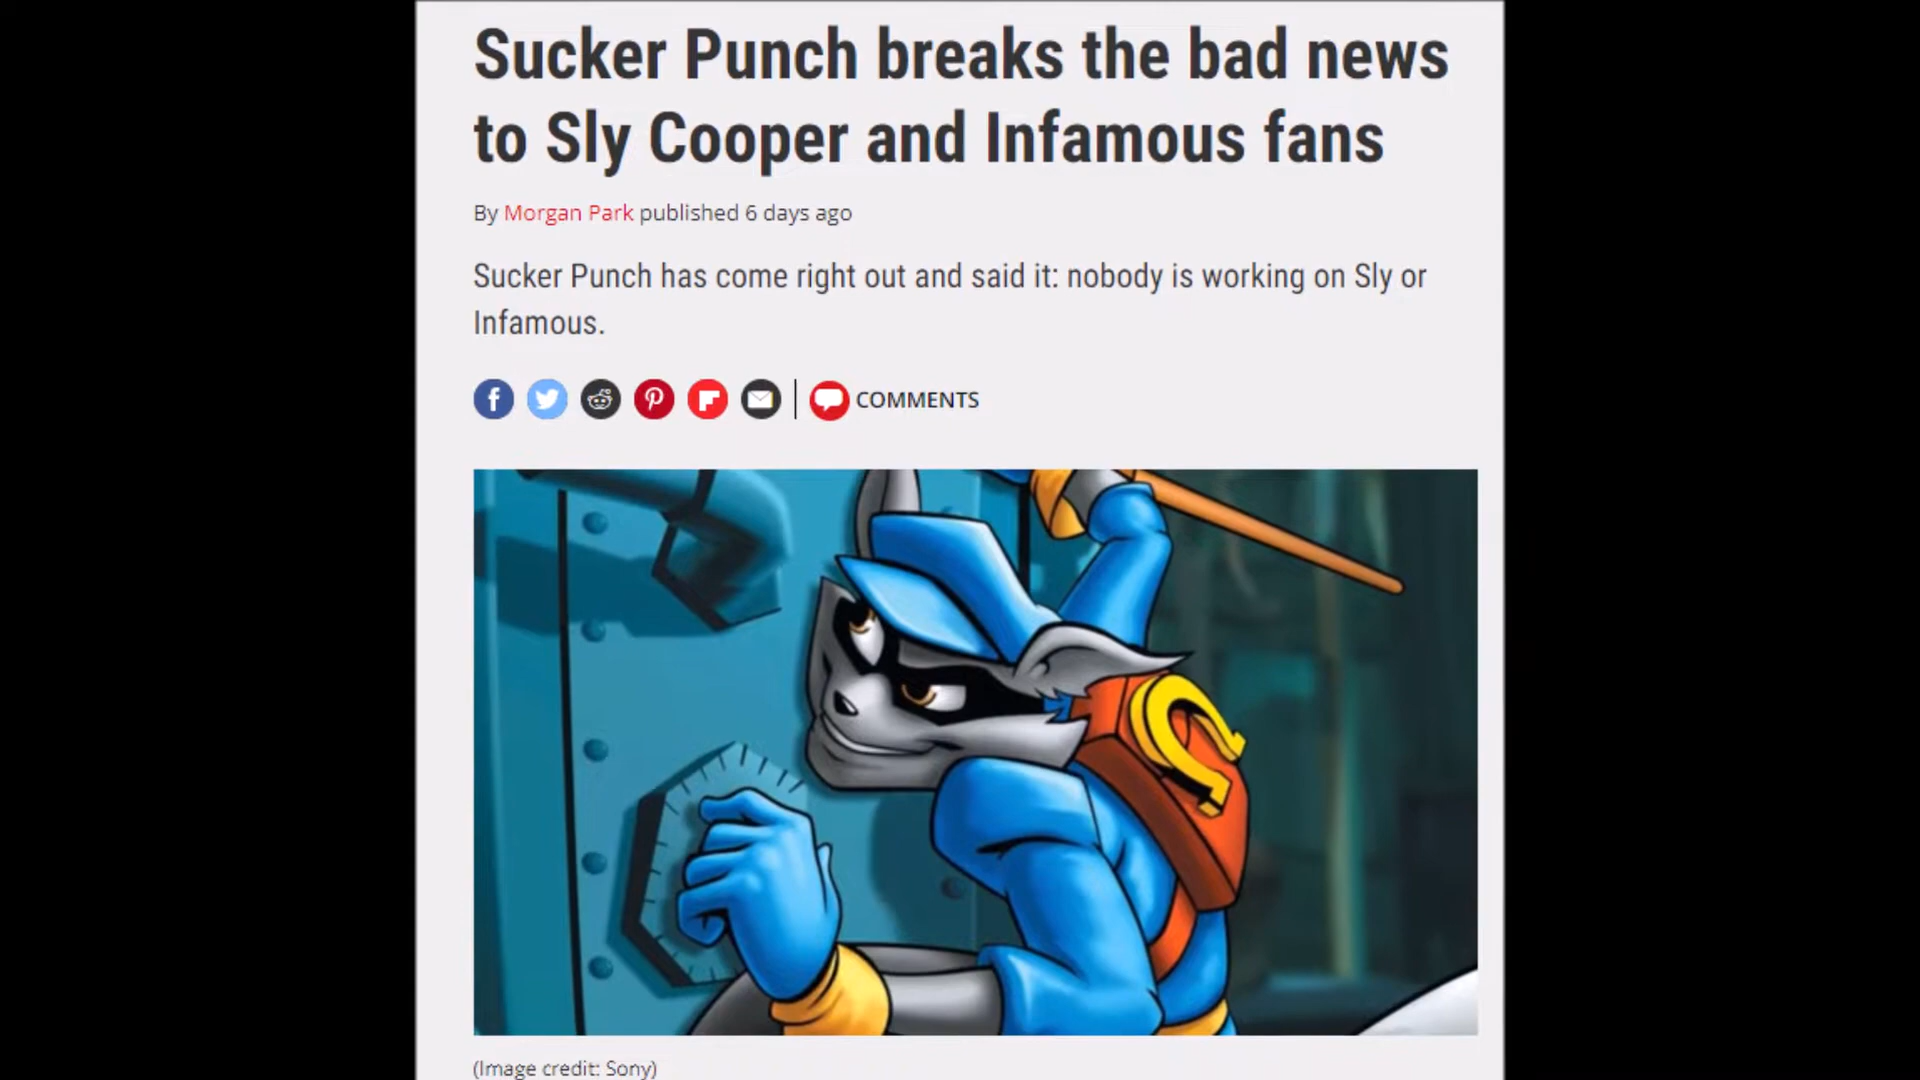 Sucker Punch breaks the bad news
to Sly Cooper and Infamous fans
By Morgan Park published 6 days ago
Sucker Punch has come right out and said it: nobody is working on Sly or
Infamous.
COMMENTS
(Image credit: Sony)